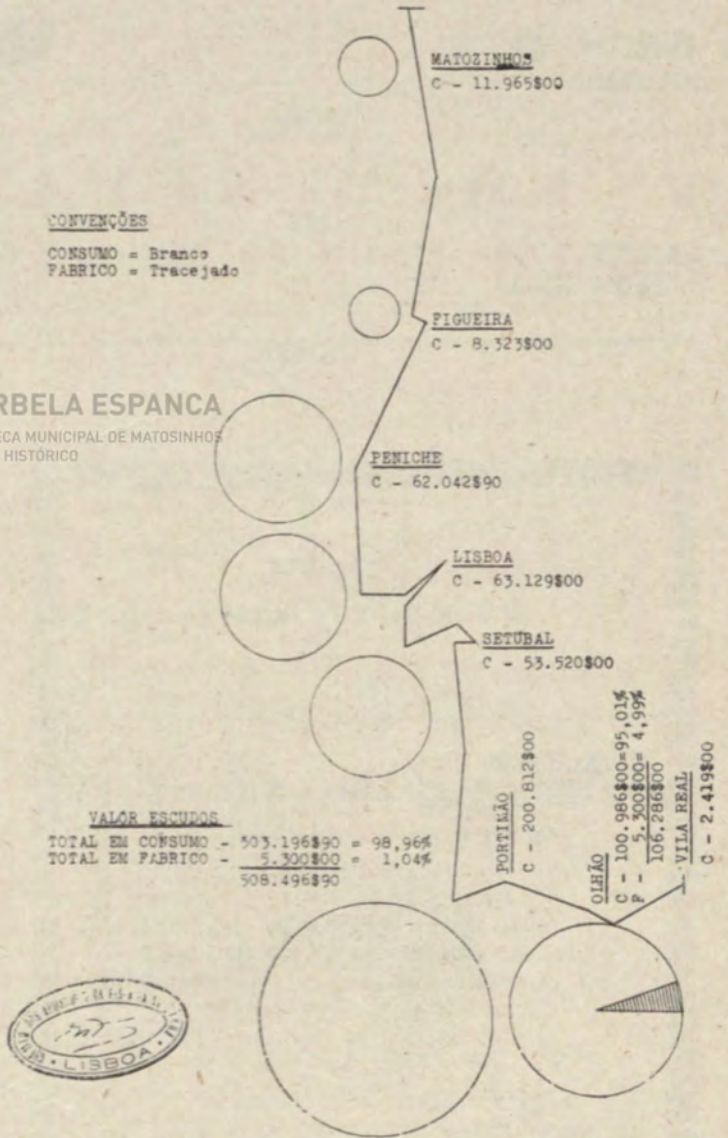 MATOZINHOS
C - 11.965$00
CONVENÇÕES
CONSUMO = Branco
FABRICO = Tracejado
FIGUEIRA
C - 8.323$00
RBELA ESPANCA
ECA MUNICIPAL DE MATOSINHOS
HISTÓRICO
PENICHE
C - 62.042$90
LISBOA
C - 63.129$00
SETÚBAL
C - 53.520$00
PORTIMÃO
C - 200.812$00
OLHÃO
C - 100.986$00=95,01%
F - 5.300$00= 4,99%
106.286$00
VILA REAL
C - 2.419$00
VALOR ESCUDOS
TOTAL EM CONSUMO - 503.196$90 = 98,96%
TOTAL EM FABRICO - 5.300$00 = 1,04%
508.496$90
LISBOA